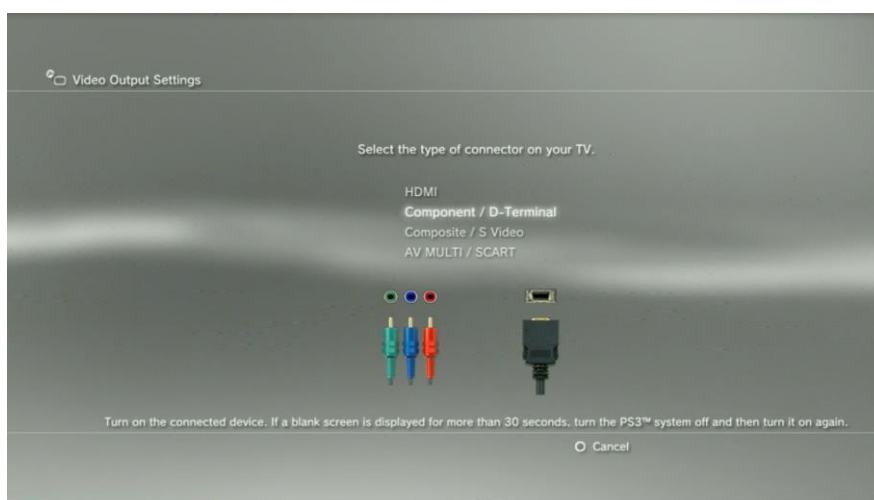 Video Output Settings
Select the type of connector on your TV.
HDMI
Component / D-Terminal
Composite / S Video
AV MULTI / SCART
Turn on the connected device. If a blank screen is displayed for more than 30 seconds, turn the PS3™ system off and then turn it on again.
Cancel